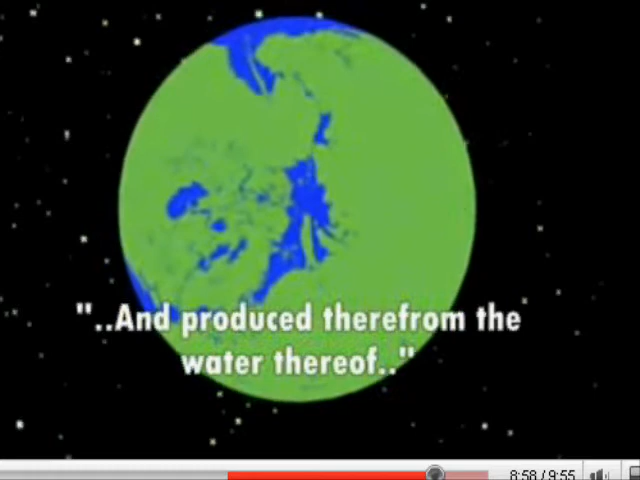 "..And produced therefrom the
water thereof.."
8:58 / 9:55